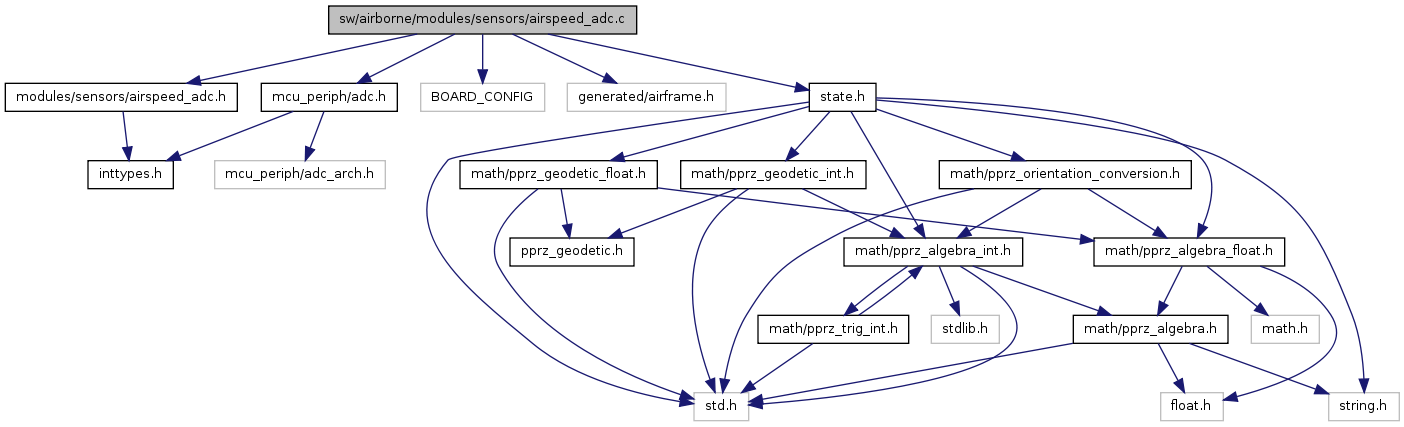 sw/airborne/modules/sensors/airspeed_adc.c
modules/sensors/airspeed_adc.h
mcu_periph/adc.h
BOARD_CONFIG
generated/airframe.h
state.h
inttypes.h
mcu_periph/adc_arch.h
math/pprz_geodetic_float.h
math/pprz_geodetic_int.h
math/pprz_orientation_conversion.h
pprz_geodetic.h
math/pprz_algebra_int.h
math/pprz_algebra_float.h
math/pprz_trig_int.h
stdlib.h
math/pprz_algebra.h
math.h
std.h
float.h
string.h